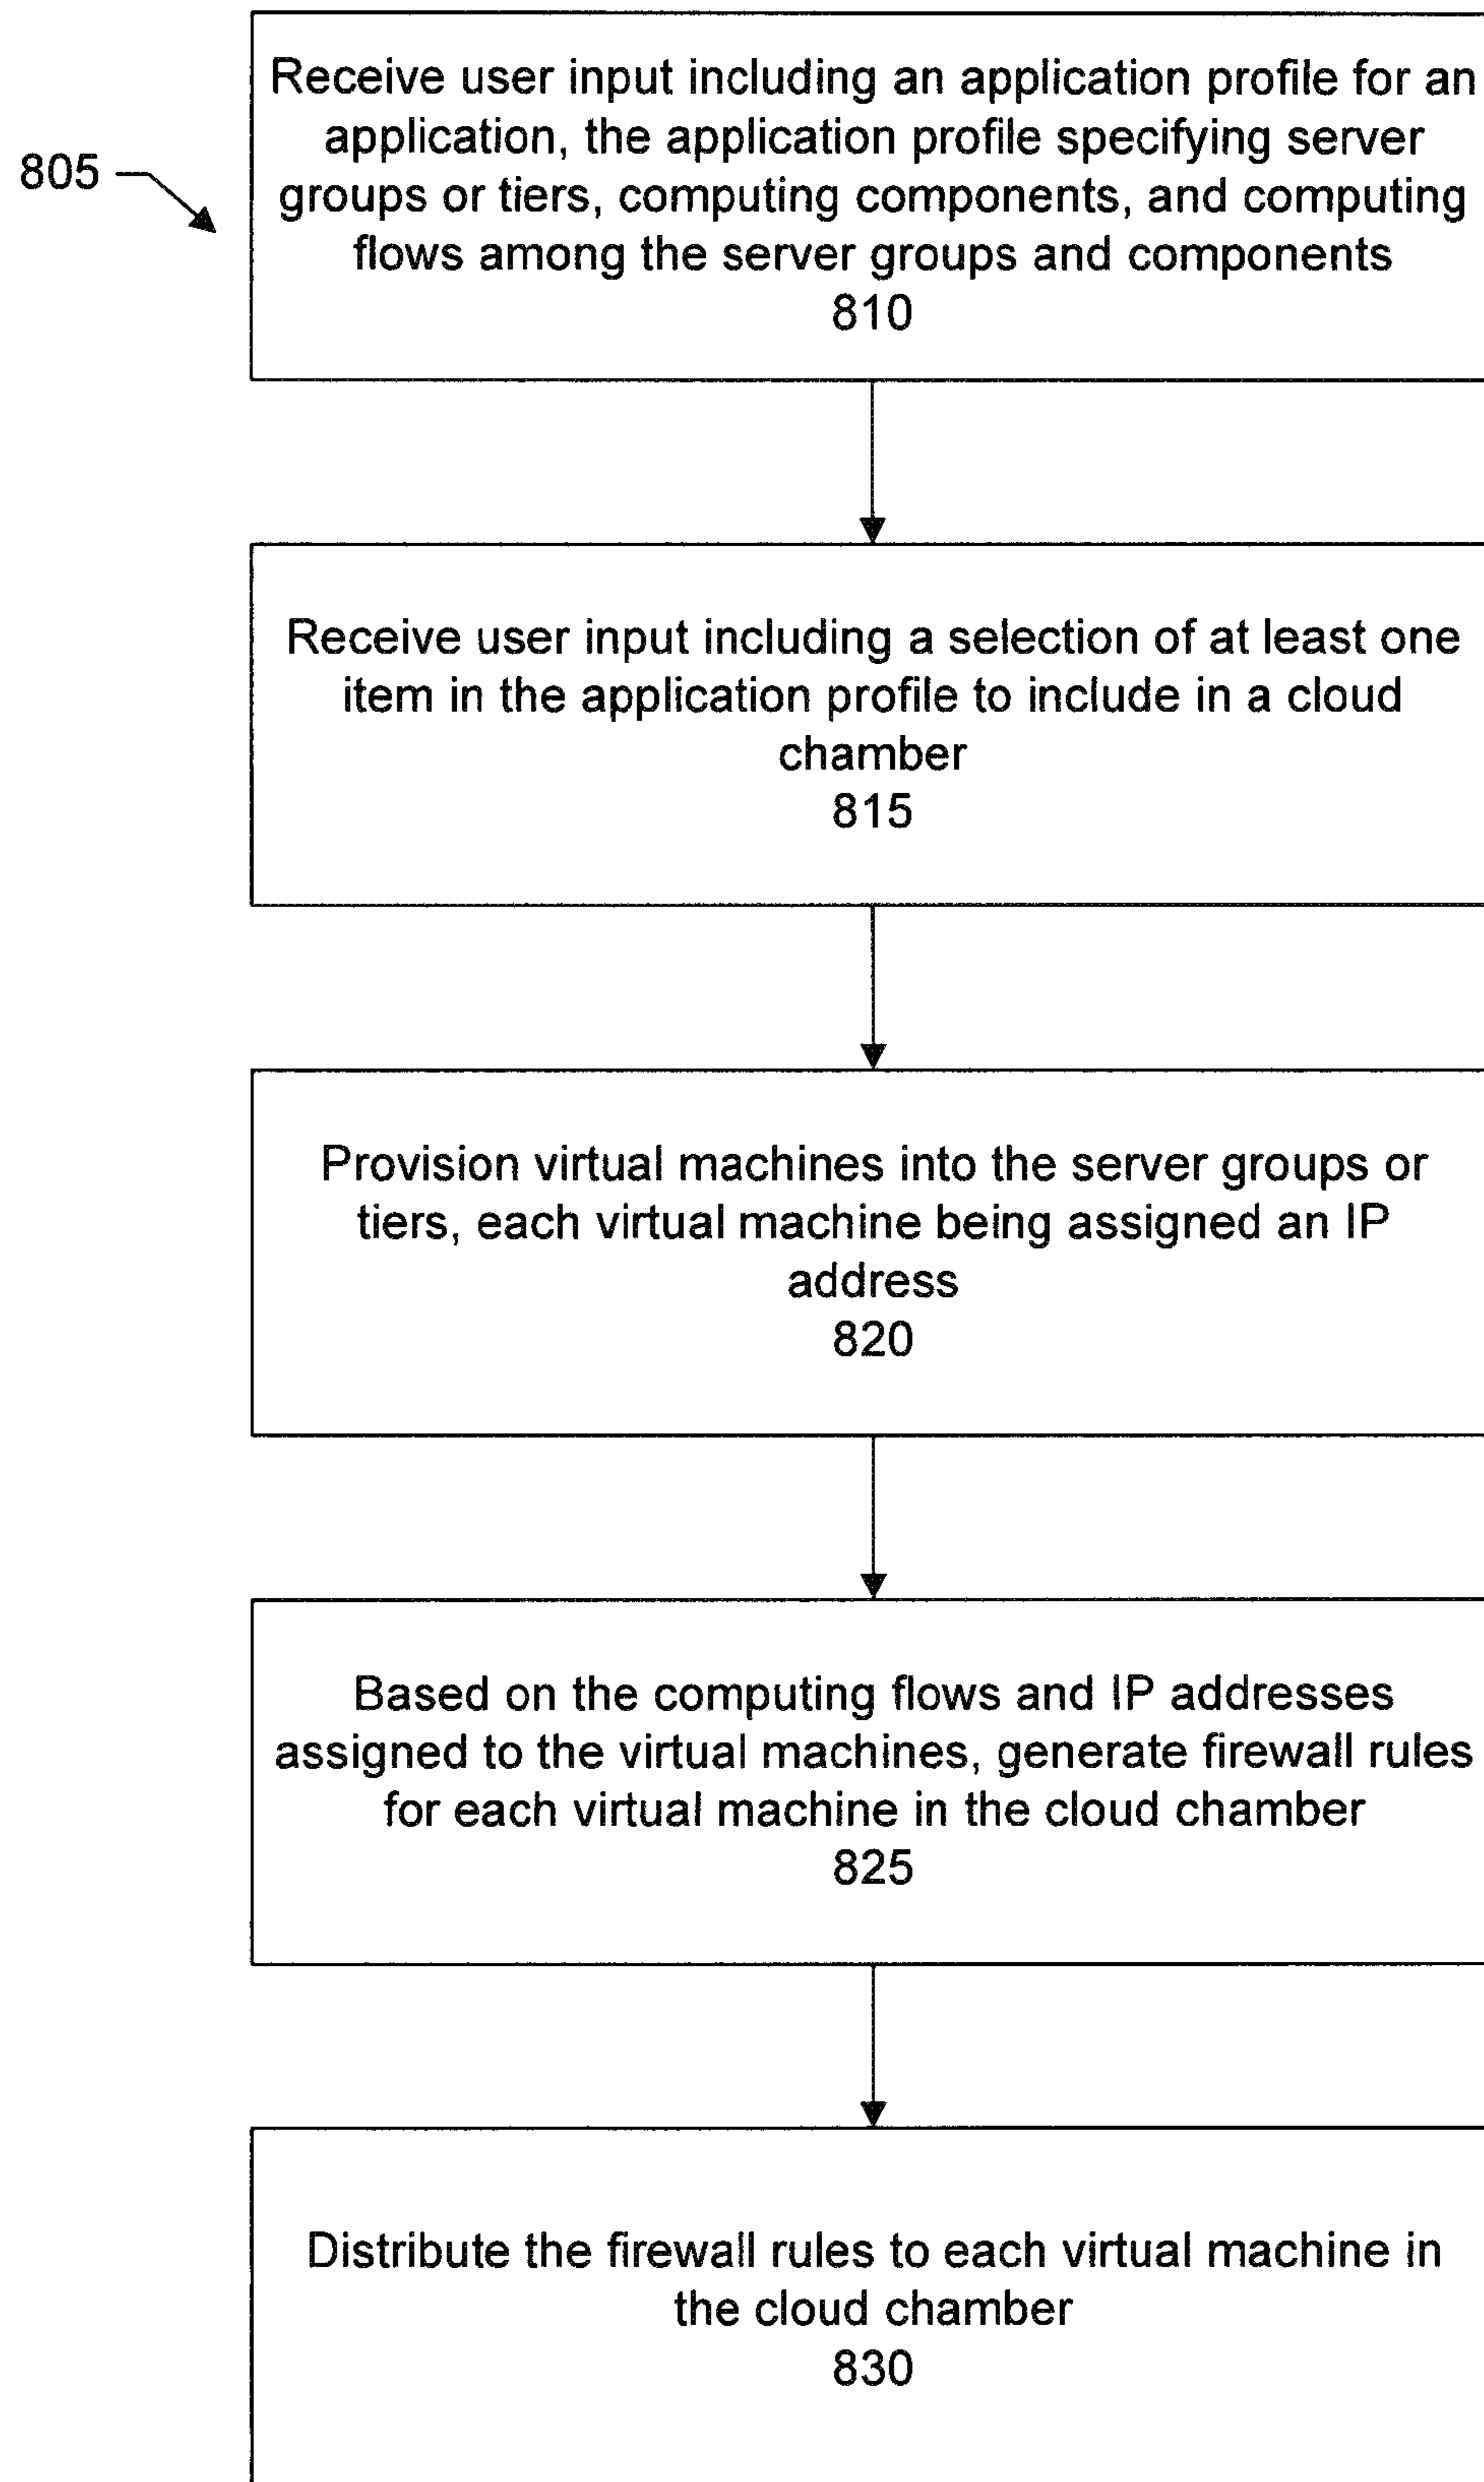 Receive user input including an application profile for an
application, the application profile specifying server
805
groups or tiers, computing components, and computing
flows among the server groups and components
810
Receive user input including a selection of at least one
item in the application profile to include in a cloud
chamber
815
Provision virtual machines into the server groups or
tiers, each virtual machine being assigned an IP
address
820
Based on the computing flows and IP addresses
assigned to the virtual machines, generate firewall rules
for each virtual machine in the cloud chamber
825
Distribute the firewall rules to each virtual machine in
the cloud chamber
830